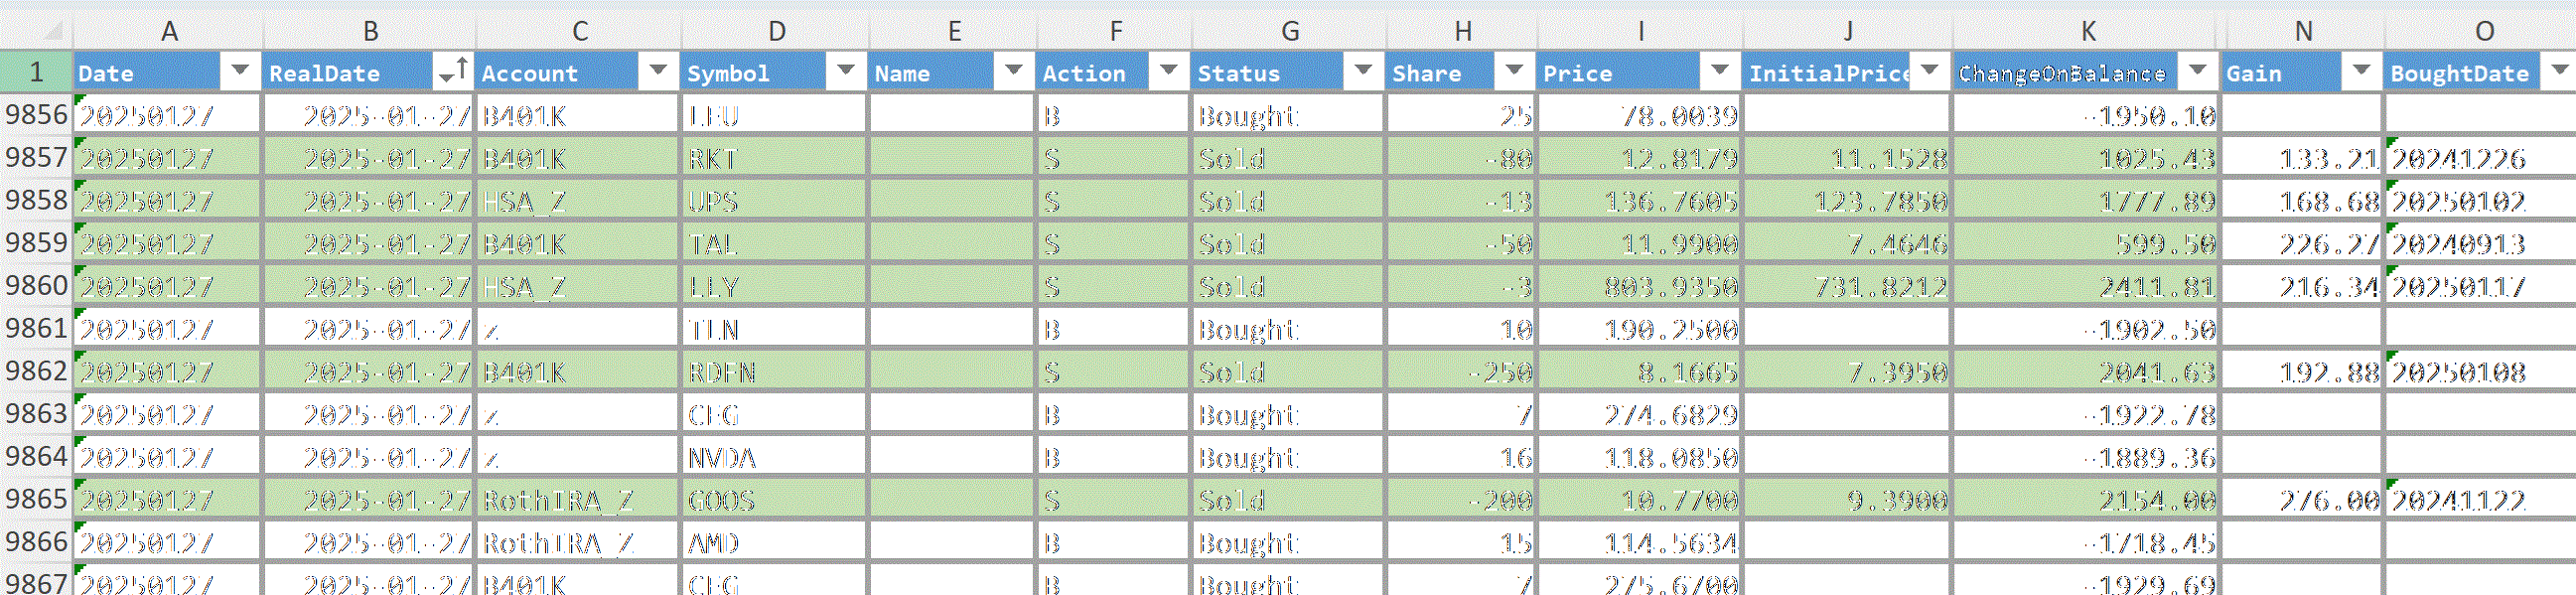 A B C D E F G H I J K N O
1 Date RealDate Account Symbol Name Action Status Share Price InitialPrice ChangeOnBalance Gain BoughtDate
9856 20250127 2025-01-27 B401K LEU B Bought 25 78.0039 -1950.10
9857 20250127 2025-01-27 B401K RKT S Sold -80 12.8179 11.1528 1025.43 133.21 20241226
9858 20250127 2025-01-27 HSA_Z UPS S Sold -13 136.7605 123.7850 1777.89 168.68 20250102
9859 20250127 2025-01-27 B401K TAL S Sold -50 11.9900 7.4646 599.50 226.27 20240913
9860 20250127 2025-01-27 HSA_Z LLY S Sold -3 803.9350 731.8212 2411.81 216.34 20250117
9861 20250127 2025-01-27 z TLN B Bought 10 190.2500 -1902.50
9862 20250127 2025-01-27 B401K RDFN S Sold -250 8.1665 7.3950 2041.63 192.88 20250108
9863 20250127 2025-01-27 z CEG B Bought 7 274.6829 -1922.78
9864 20250127 2025-01-27 z NVDA B Bought 16 118.0850 -1889.36
9865 20250127 2025-01-27 RothIRA_Z GOOS S Sold -200 10.7700 9.3900 2154.00 276.00 20241122
9866 20250127 2025-01-27 RothIRA_Z AMD B Bought 15 114.5634 -1718.45
9867 20250127 2025-01-27 B401K CEG B Bought 7 275.6700 -1929.69